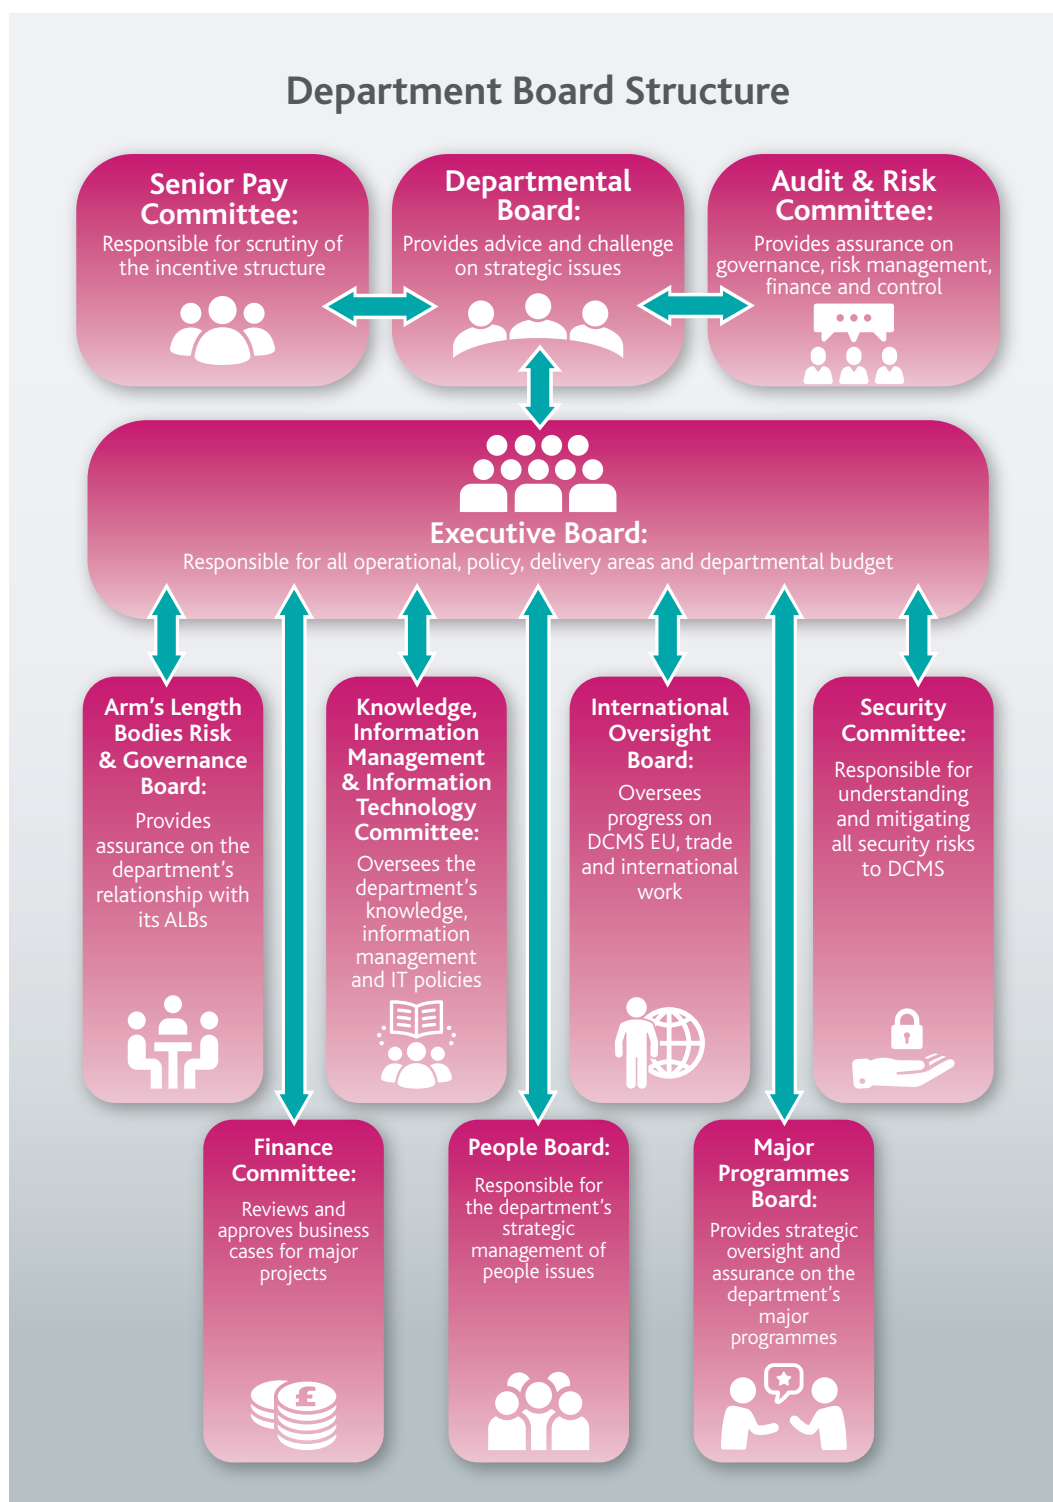 Department Board Structure
Senior Pay
Committee:
Responsible for scrutiny of
the incentive structure
Departmental
Board:
Provides advice and challenge
on strategic issues
Audit & Risk
Committee:
Provides assurance on
governance, risk management,
finance and control
Executive Board:
Responsible for all operational, policy, delivery areas and departmental budget
Arm's Length
Bodies Risk
& Governance
Board:
Provides
assurance on the
department's
relationship with
its ALBs
Knowledge,
Information
Management
& Information
Technology
Committee:
Oversees the
department's
knowledge,
information
management
and IT policies
International
Oversight
Board:
Oversees
progress on
DCMS EU, trade
and international
work
Security
Committee:
Responsible for
understanding
and mitigating
all security risks
to DCMS
Finance
Committee:
Reviews and
approves business
cases for major
projects
£
People Board:
Responsible for
the department's
strategic
management of
people issues
Major
Programmes
Board:
Provides strategic
oversight and
assurance on the
department's
major
programmes